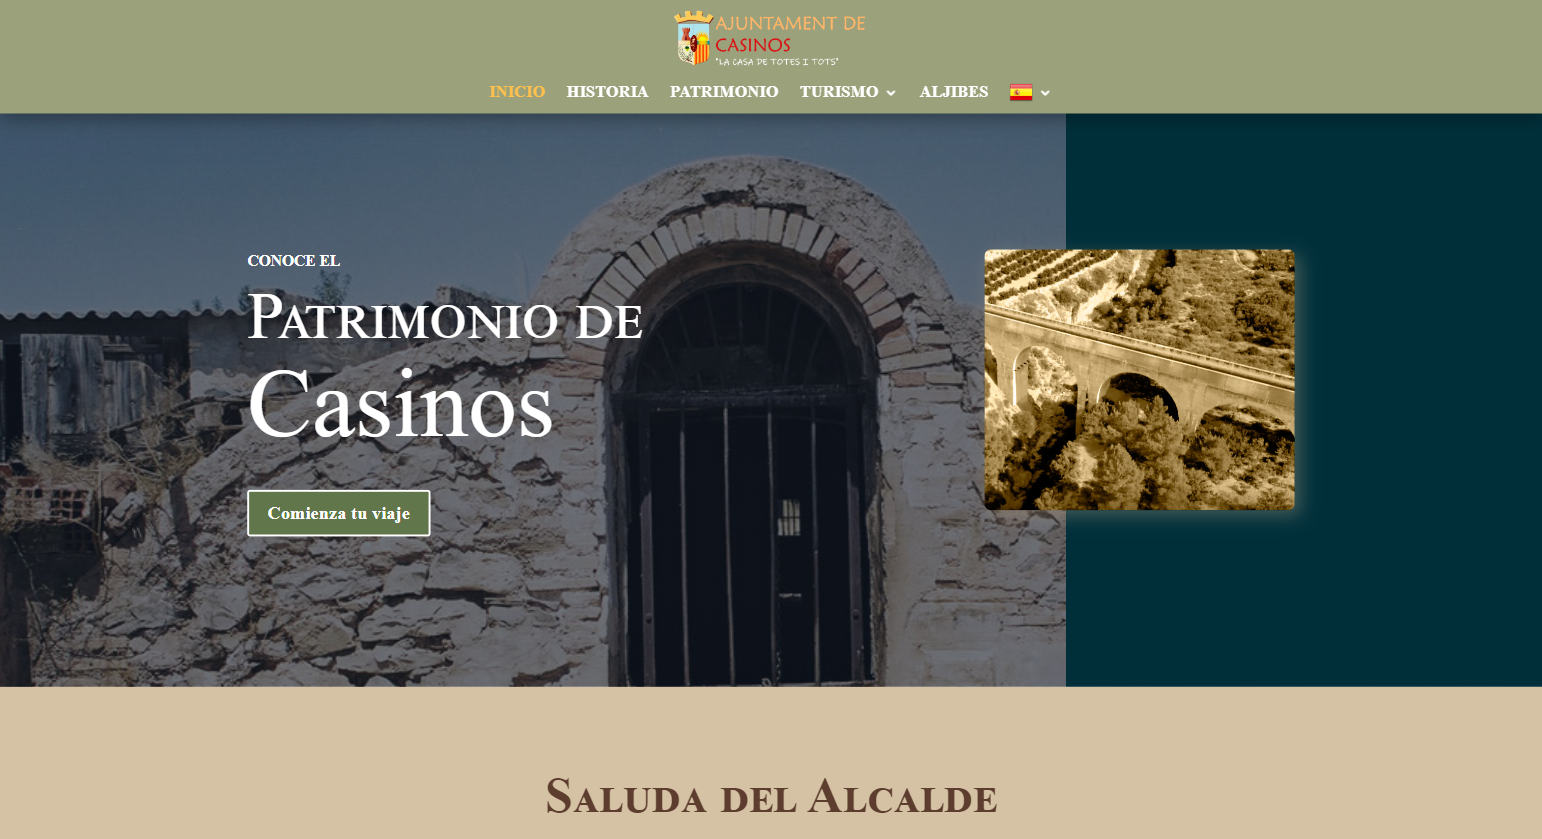 AJUNTAMENT DE
CASINOS
"LA CASA DE TOTES I TOTS"
INICIO HISTORIA PATRIMONIO TURISMO ALJIBES
CONOCE EL
PATRIMONIO DE
Casinos
Comienza tu viaje
SALUDA DEL ALCALDE